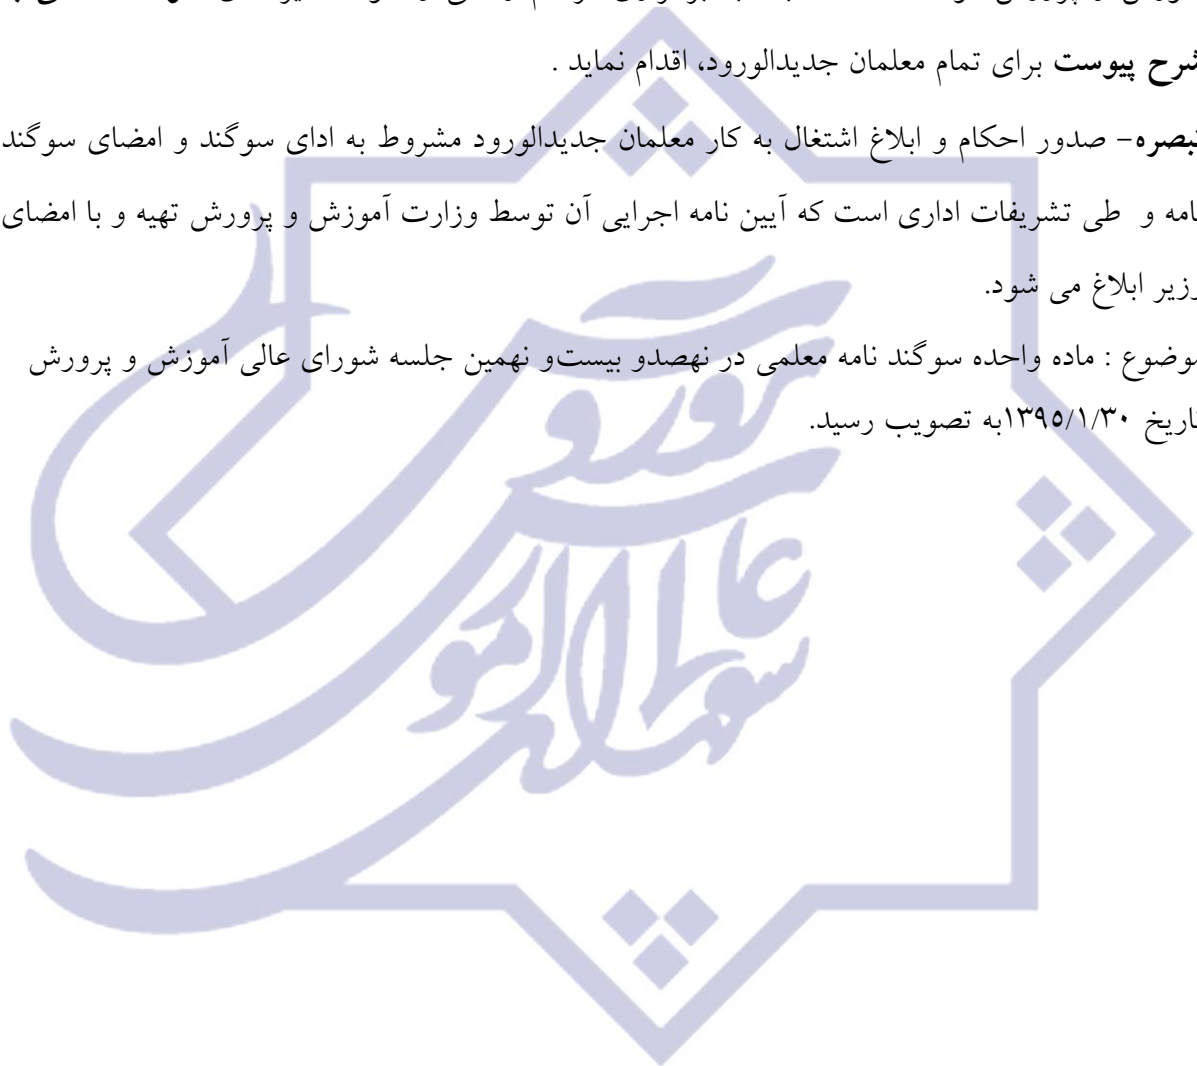 شرح پیوست برای تمام معلمان جدیدالورود، اقدام نماید .
تبصره- صدور احکام و ابلاغ اشتغال به کار معلمان جدیدالورود مشروط به ادای سوگند و امضای سوگند
نامه و طی تشریفات اداری است که آیین نامه اجرایی آن توسط وزارت آموزش و پرورش تهیه و با امضای
وزیر ابلاغ می شود.
موضوع : ماده واحده سوگند نامه معلمی در نهصدو بیست‌و نهمین جلسه شورای عالی آموزش و پرورش
تاریخ ۱۳۹۵/۱/۳۰به تصویب رسید.